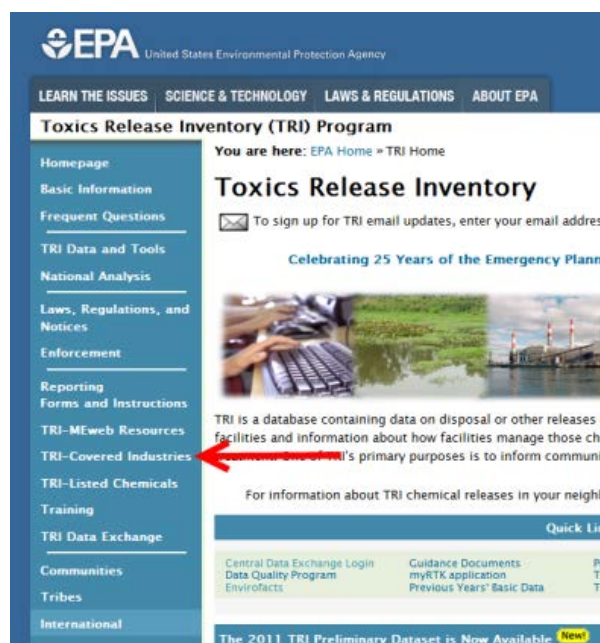 EPA United States Environmental Protection Agency
LEARN THE ISSUES SCIENCE & TECHNOLOGY LAWS & REGULATIONS ABOUT EPA
Toxics Release Inventory (TRI) Program
Homepage
Basic Information
Frequent Questions
TRI Data and Tools
National Analysis
Laws, Regulations, and
Notices
Enforcement
Reporting
Forms and Instructions
TRI-MEweb Resources
TRI-Covered Industries
TRI-Listed Chemicals
Training
TRI Data Exchange
Communities
Tribes
International
You are here: EPA Home » TRI Home
Toxics Release Inventory
To sign up for TRI email updates, enter your email addres
Celebrating 25 Years of the Emergency Plann
TRI is a database containing data on disposal or other releases
facilities and information about how facilities manage those ch
TRI's primary purposes is to inform communi
For information about TRI chemical releases in your neighl
Quick Li
Central Data Exchange Login Guidance Documents P
Data Quality Program myRTK application T
Envirofacts Previous Years' Basic Data T
The 2011 TRI Preliminary Dataset is Now Available New!